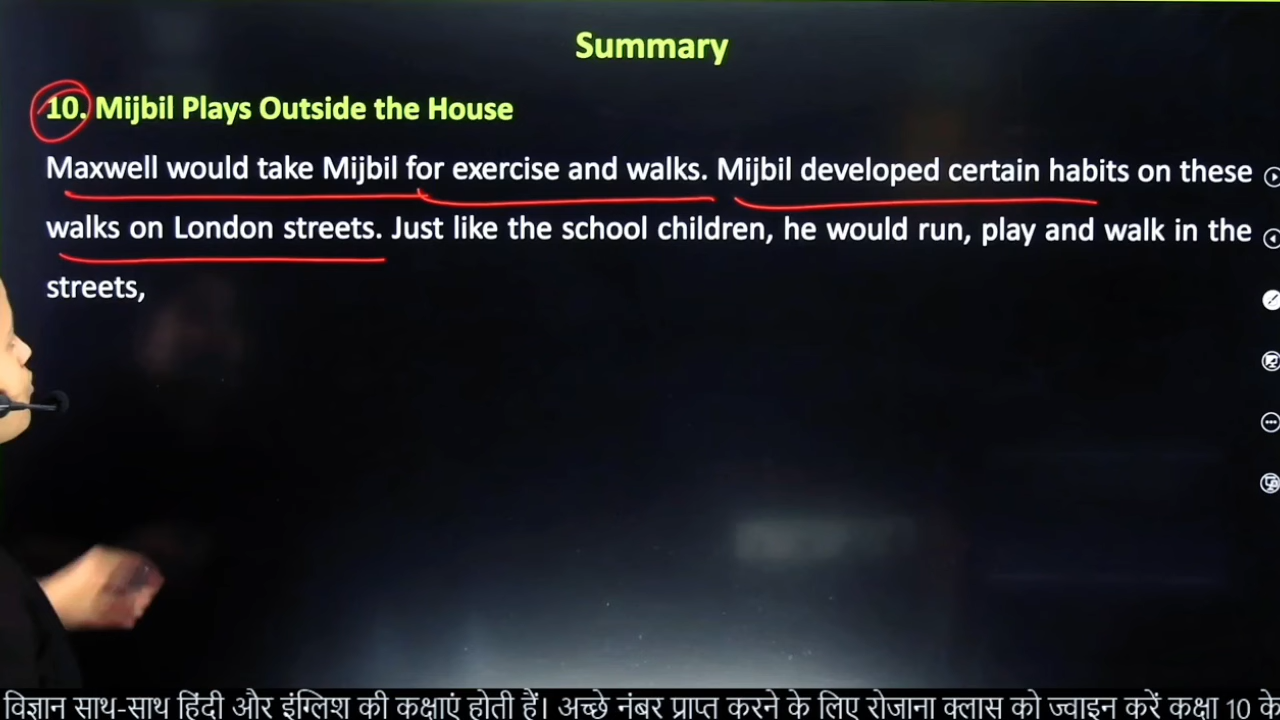 Summary
10. Mijbil Plays Outside the House
Maxwell would take Mijbil for exercise and walks. Mijbil developed certain habits on these
walks on London streets. Just like the school children, he would run, play and walk in the
streets,
विज्ञान साथ-साथ हिंदी और इंग्लिश की कक्षाएं होती हैं। अच्छे नंबर प्राप्त करने के लिए रोजाना क्लास को ज्वाइन करें कक्षा 10 के